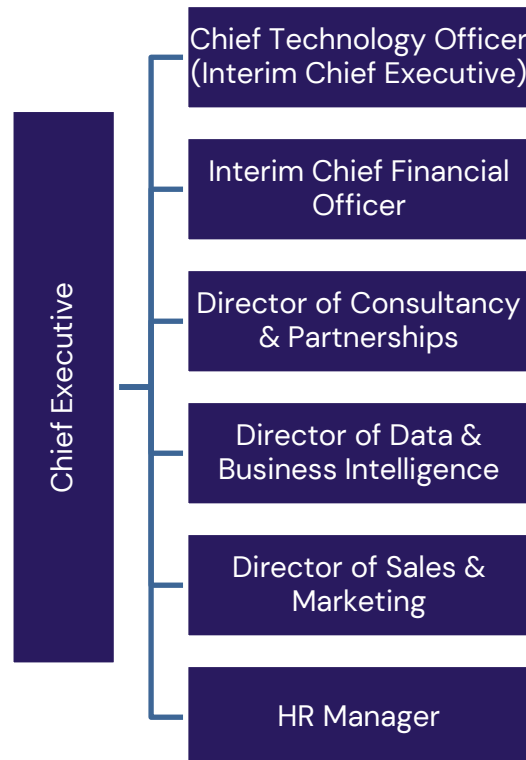 Chief Executive
Chief Technology Officer
(Interim Chief Executive)
Interim Chief Financial
Officer
Director of Consultancy
& Partnerships
Director of Data &
Business Intelligence
Director of Sales &
Marketing
HR Manager